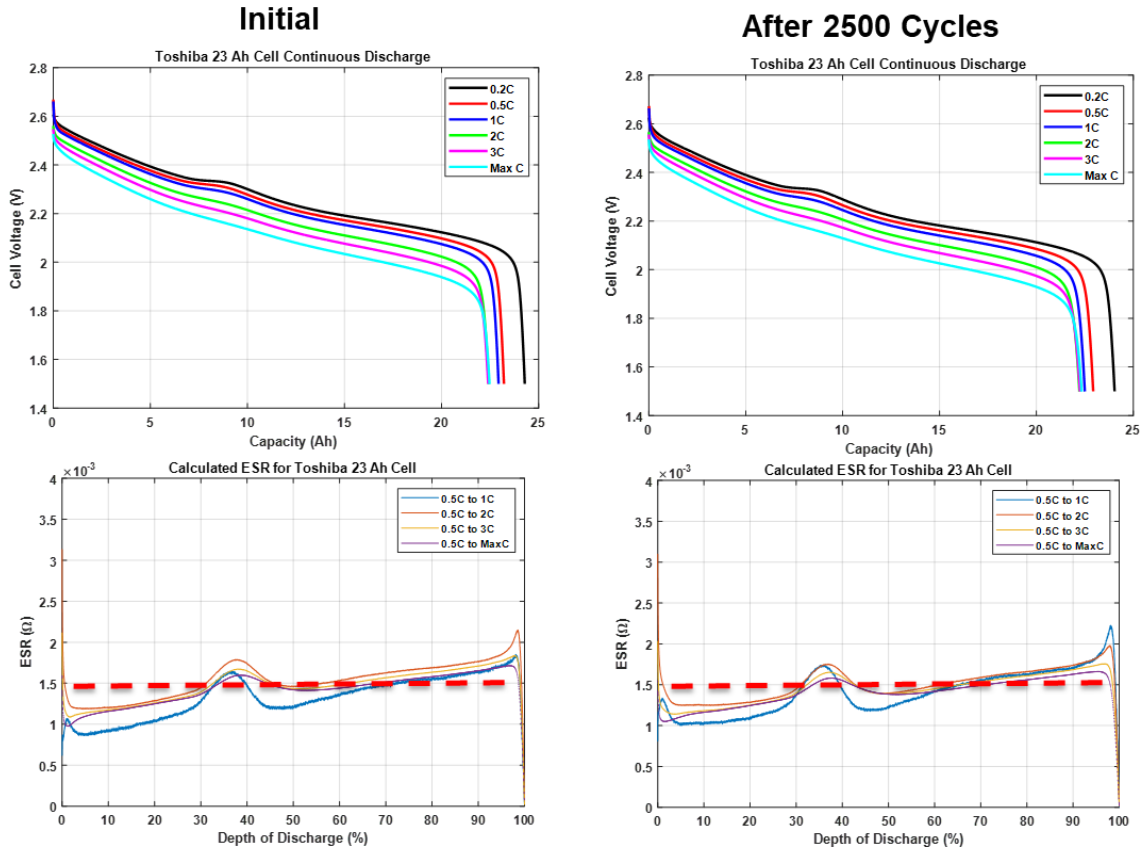 Initial
Toshiba 23 Ah Cell Continuous Discharge
2.8
2.6
2.4
2.2
2
1.8
1.6
1.4
Cell Voltage (V)
0.2C
0.5C
1C
2C
3C
Max C
0 5 10 15 20 25
Capacity (Ah)
After 2500 Cycles
Toshiba 23 Ah Cell Continuous Discharge
2.8
2.6
2.4
2.2
2
1.8
1.6
1.4
Cell Voltage (V)
0.2C
0.5C
1C
2C
3C
Max C
0 5 10 15 20 25
Capacity (Ah)
×10⁻³
Calculated ESR for Toshiba 23 Ah Cell
4
3.5
3
2.5
2
1.5
1
0.5
0
ESR (Ω)
0.5C to 1C
0.5C to 2C
0.5C to 3C
0.5C to MaxC
0 10 20 30 40 50 60 70 80 90 100
Depth of Discharge (%)
×10⁻³
Calculated ESR for Toshiba 23 Ah Cell
4
3.5
3
2.5
2
1.5
1
0.5
0
ESR (Ω)
0.5C to 1C
0.5C to 2C
0.5C to 3C
0.5C to MaxC
0 10 20 30 40 50 60 70 80 90 100
Depth of Discharge (%)